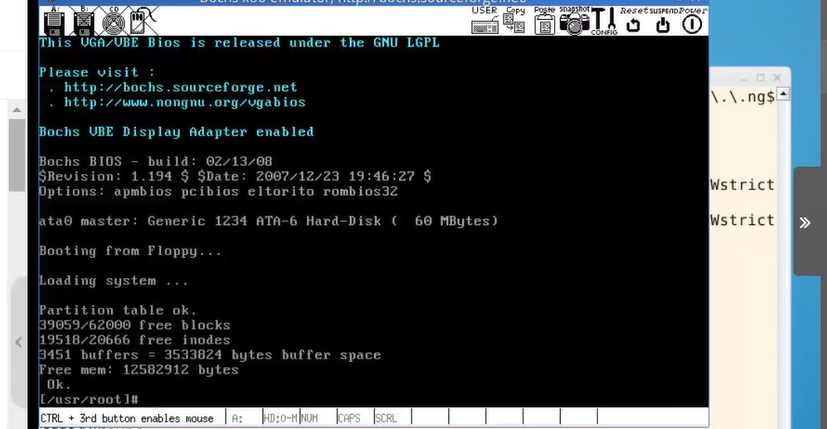 Bochs x86 emulator, http://bochs.sourceforge.net/
A: B: CD
USER Copy Paste snapshot CONFIG Reset SUSPEND Power
This VGA/VBE Bios is released under the GNU LGPL
Please visit :
. http://bochs.sourceforge.net
. http://www.nongnu.org/vgabios
Bochs VBE Display Adapter enabled
Bochs BIOS - build: 02/13/08
$Revision: 1.194 $ $Date: 2007/12/23 19:46:27 $
Options: apmbios pcibios eltorito rombios32
ata0 master: Generic 1234 ATA-6 Hard-Disk ( 60 MBytes)
Booting from Floppy...
Loading system ...
Partition table ok.
39059/62000 free blocks
19518/20666 free inodes
3451 buffers = 3533824 bytes buffer space
Free mem: 12582912 bytes
Ok.
[/usr/root]#
CTRL + 3rd button enables mouse A: HD:0-M NUM CAPS SCRL
\.\.ng$
Wstrict
Wstrict